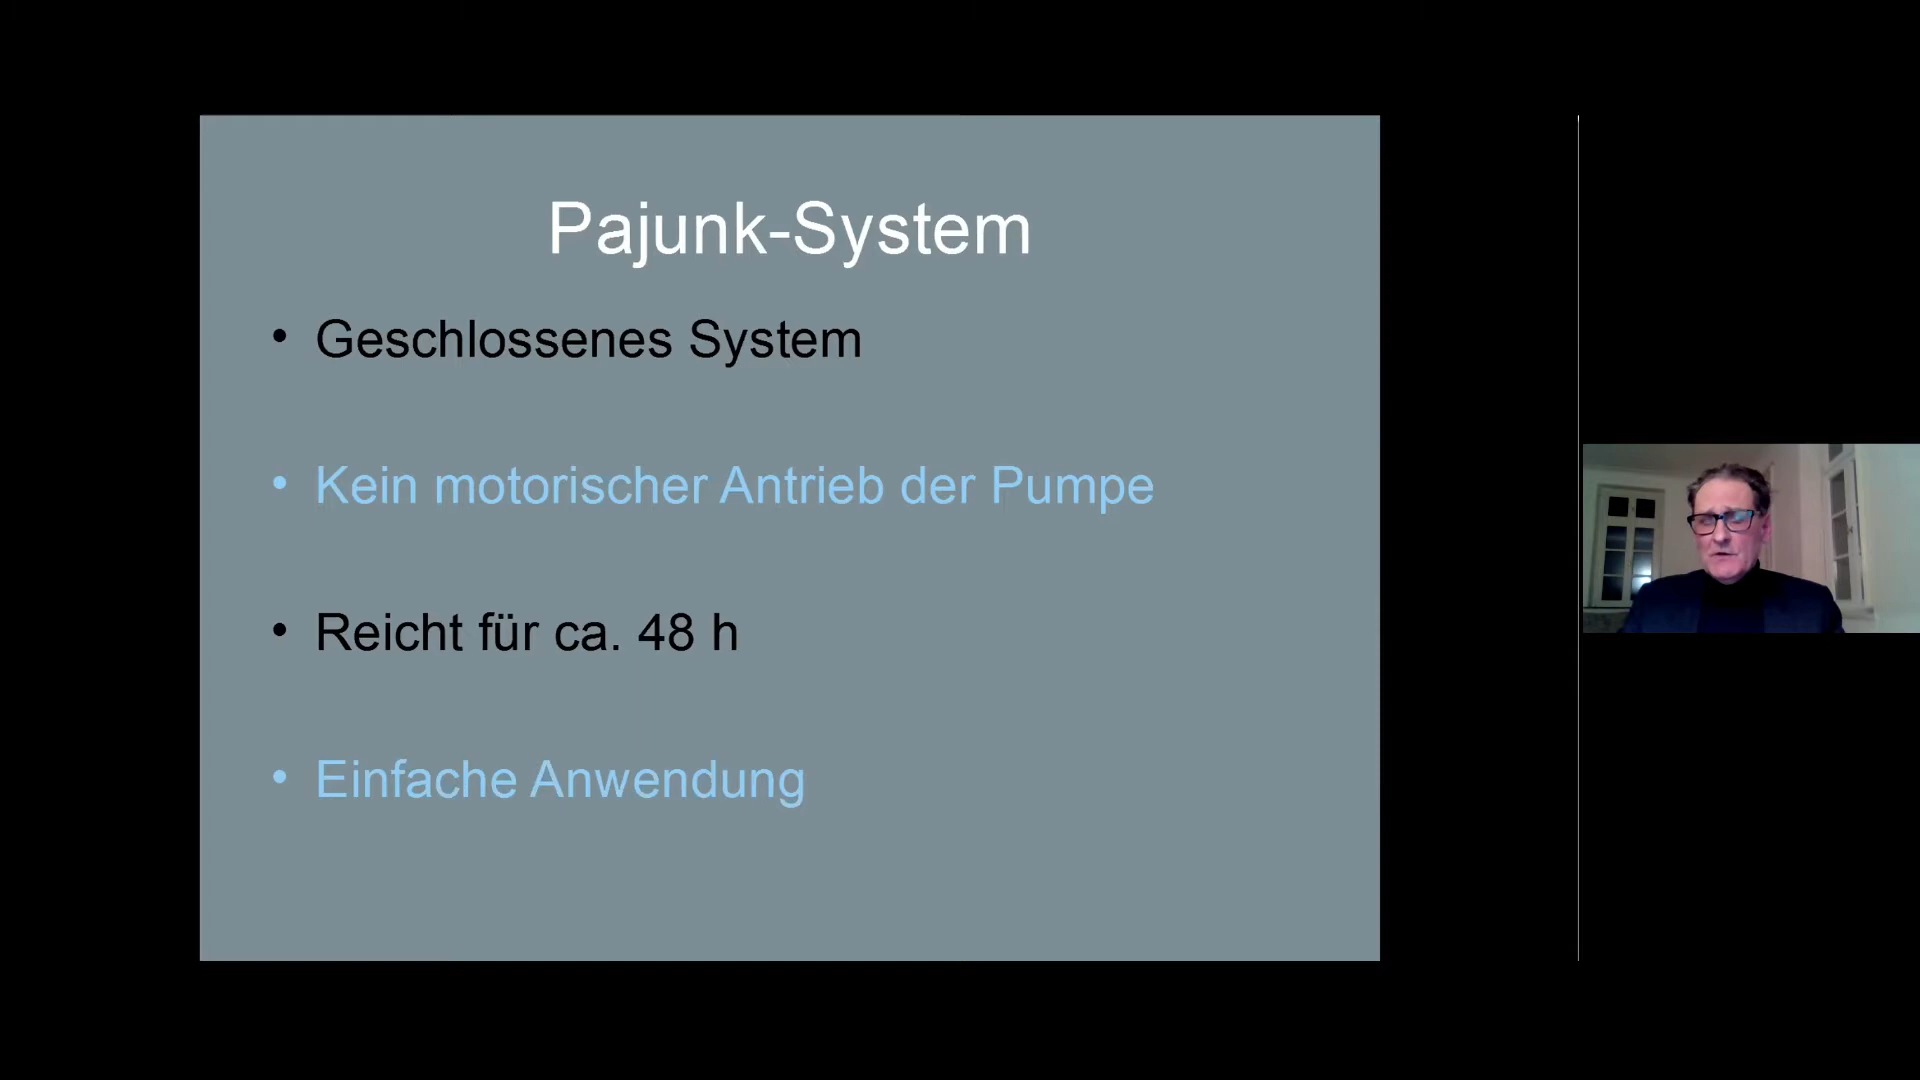 Pajunk-System
• Geschlossenes System
• Kein motorischer Antrieb der Pumpe
• Reicht für ca. 48 h
• Einfache Anwendung